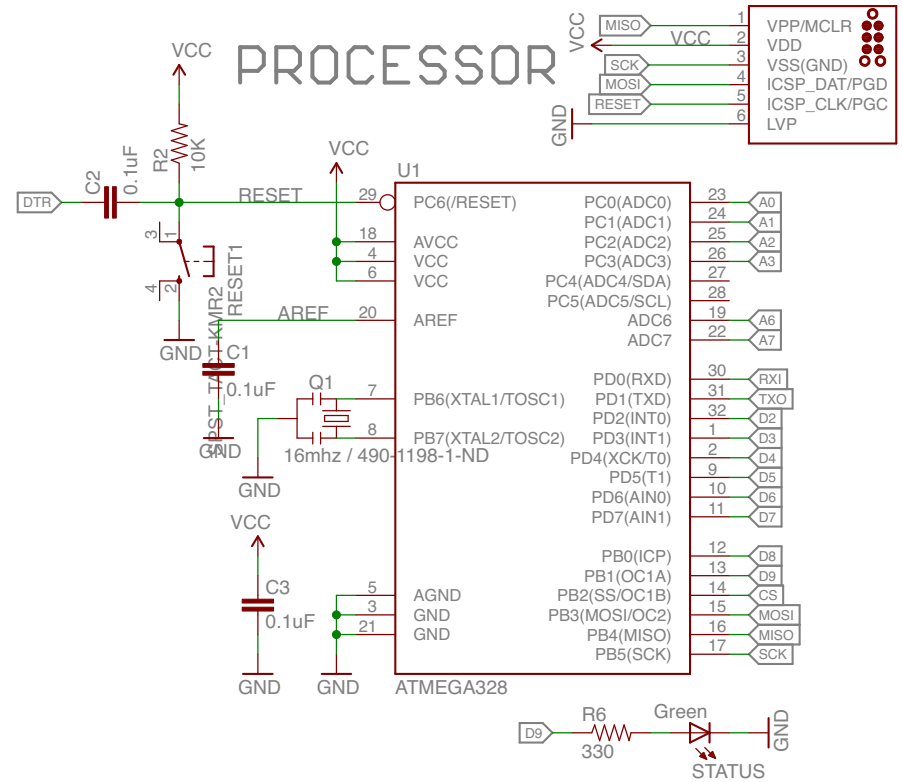 PROCESSOR
VCC
R2
10K
C2
0.1uF
DTR
RESET
3
1
4
2
RESET1
SPST_TACT-KMR2
GND
VCC
AREF
C1
0.1uF
GND
Q1
16mhz / 490-1198-1-ND
GND
VCC
C3
0.1uF
GND
GND
U1
29 PC6(/RESET)
18 AVCC
4 VCC
6 VCC
20 AREF
7 PB6(XTAL1/TOSC1)
8 PB7(XTAL2/TOSC2)
5 AGND
3 GND
21 GND
PC0(ADC0) 23 A0
PC1(ADC1) 24 A1
PC2(ADC2) 25 A2
PC3(ADC3) 26 A3
PC4(ADC4/SDA) 27
PC5(ADC5/SCL) 28
ADC6 19 A6
ADC7 22 A7
PD0(RXD) 30 RXI
PD1(TXD) 31 TXO
PD2(INT0) 32 D2
PD3(INT1) 1 D3
PD4(XCK/T0) 2 D4
PD5(T1) 9 D5
PD6(AIN0) 10 D6
PD7(AIN1) 11 D7
PB0(ICP) 12 D8
PB1(OC1A) 13 D9
PB2(SS/OC1B) 14 CS
PB3(MOSI/OC2) 15 MOSI
PB4(MISO) 16 MISO
PB5(SCK) 17 SCK
ATMEGA328
MISO 1 VPP/MCLR
VCC VCC 2 VDD
SCK 3 VSS(GND)
MOSI 4 ICSP_DAT/PGD
RESET 5 ICSP_CLK/PGC
GND 6 LVP
D9
R6
330
Green
STATUS
GND